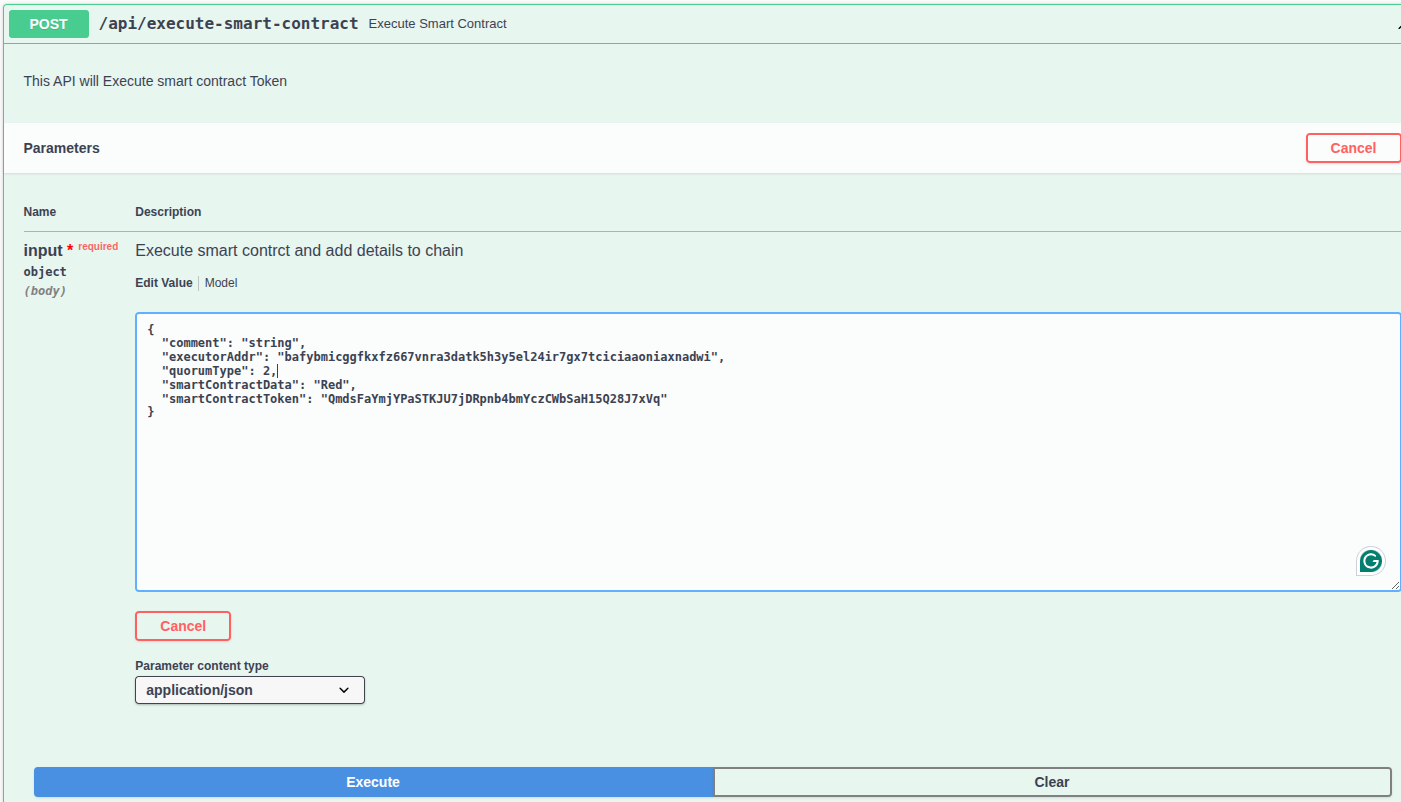 POST /api/execute-smart-contract Execute Smart Contract
This API will Execute smart contract Token
Parameters
Cancel
Name Description
input * required Execute smart contrct and add details to chain
object
(body)
Edit Value Model
{
"comment": "string",
"executorAddr": "bafybmicggfkxfz667vnra3datk5h3y5el24ir7gx7tciciaaoniaxnadwi",
"quorumType": 2,
"smartContractData": "Red",
"smartContractToken": "QmdsFaYmjYPaSTKJU7jDRpnb4bmYczCWbSaH15Q28J7xVq"
}
Cancel
Parameter content type
application/json
Execute Clear